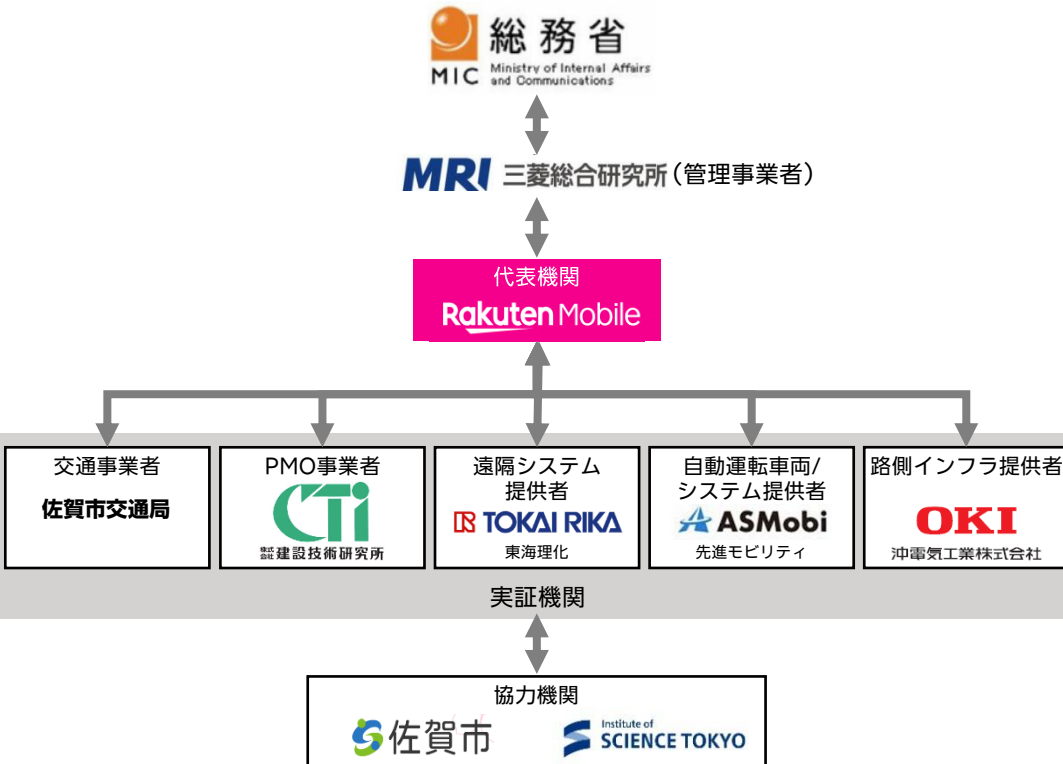 総務省
MIC
Ministry of Internal Affairs
and Communications
MRI 三菱総合研究所(管理事業者)
代表機関
Rakuten Mobile
交通事業者
佐賀市交通局
PMO事業者
CTi
株式会社建設技術研究所
遠隔システム
提供者
TOKAI RIKA
東海理化
自動運転車両/
システム提供者
ASMobi
先進モビリティ
路側インフラ提供者
OKI
沖電気工業株式会社
実証機関
協力機関
佐賀市
Institute of
SCIENCE TOKYO